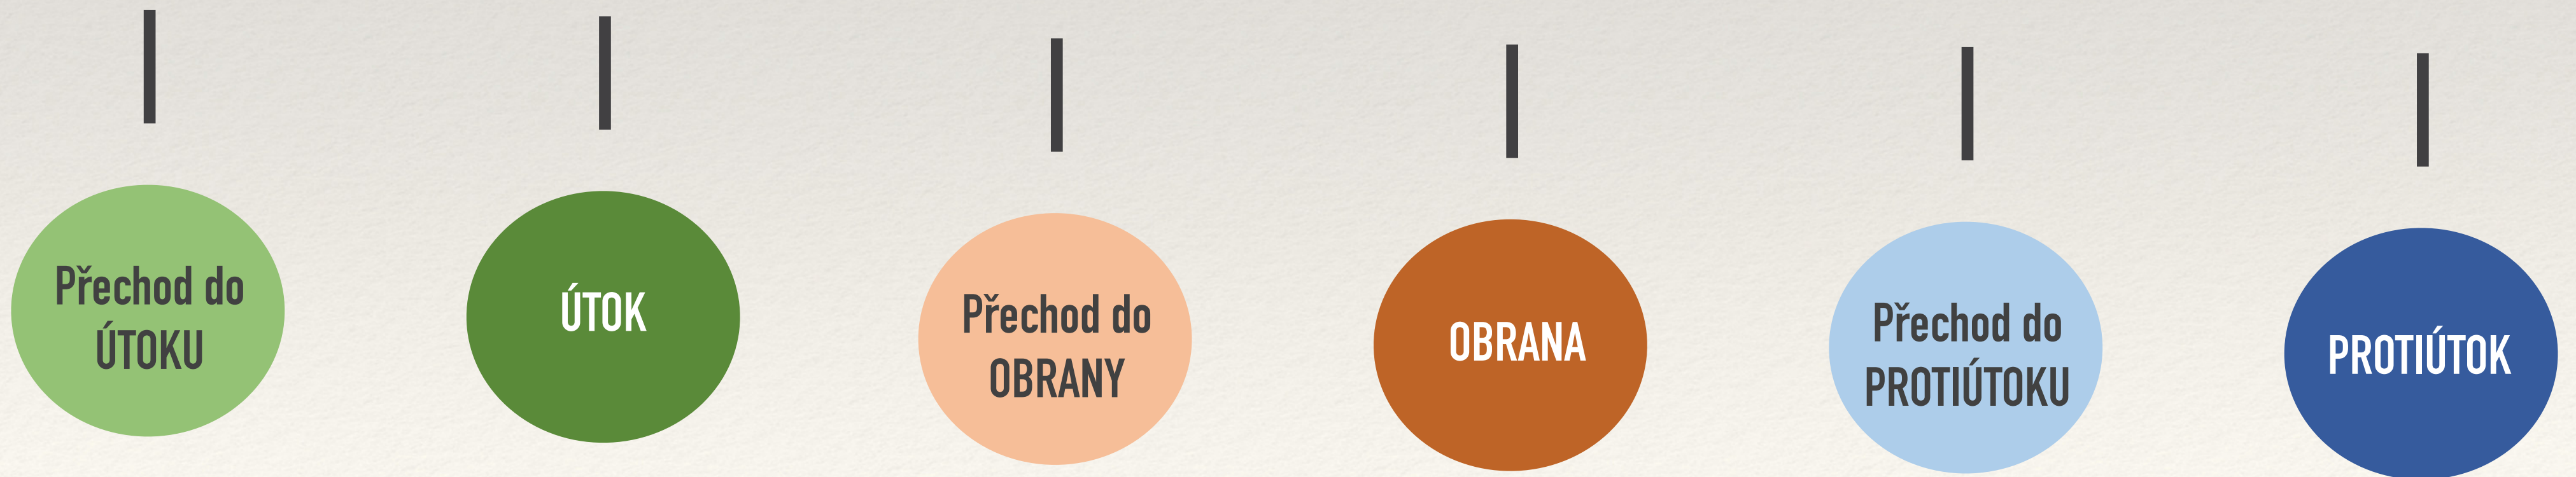 Přechod do
ÚTOKU
ÚTOK
Přechod do
OBRANY
OBRANA
Přechod do
PROTIÚTOKU
PROTIÚTOK